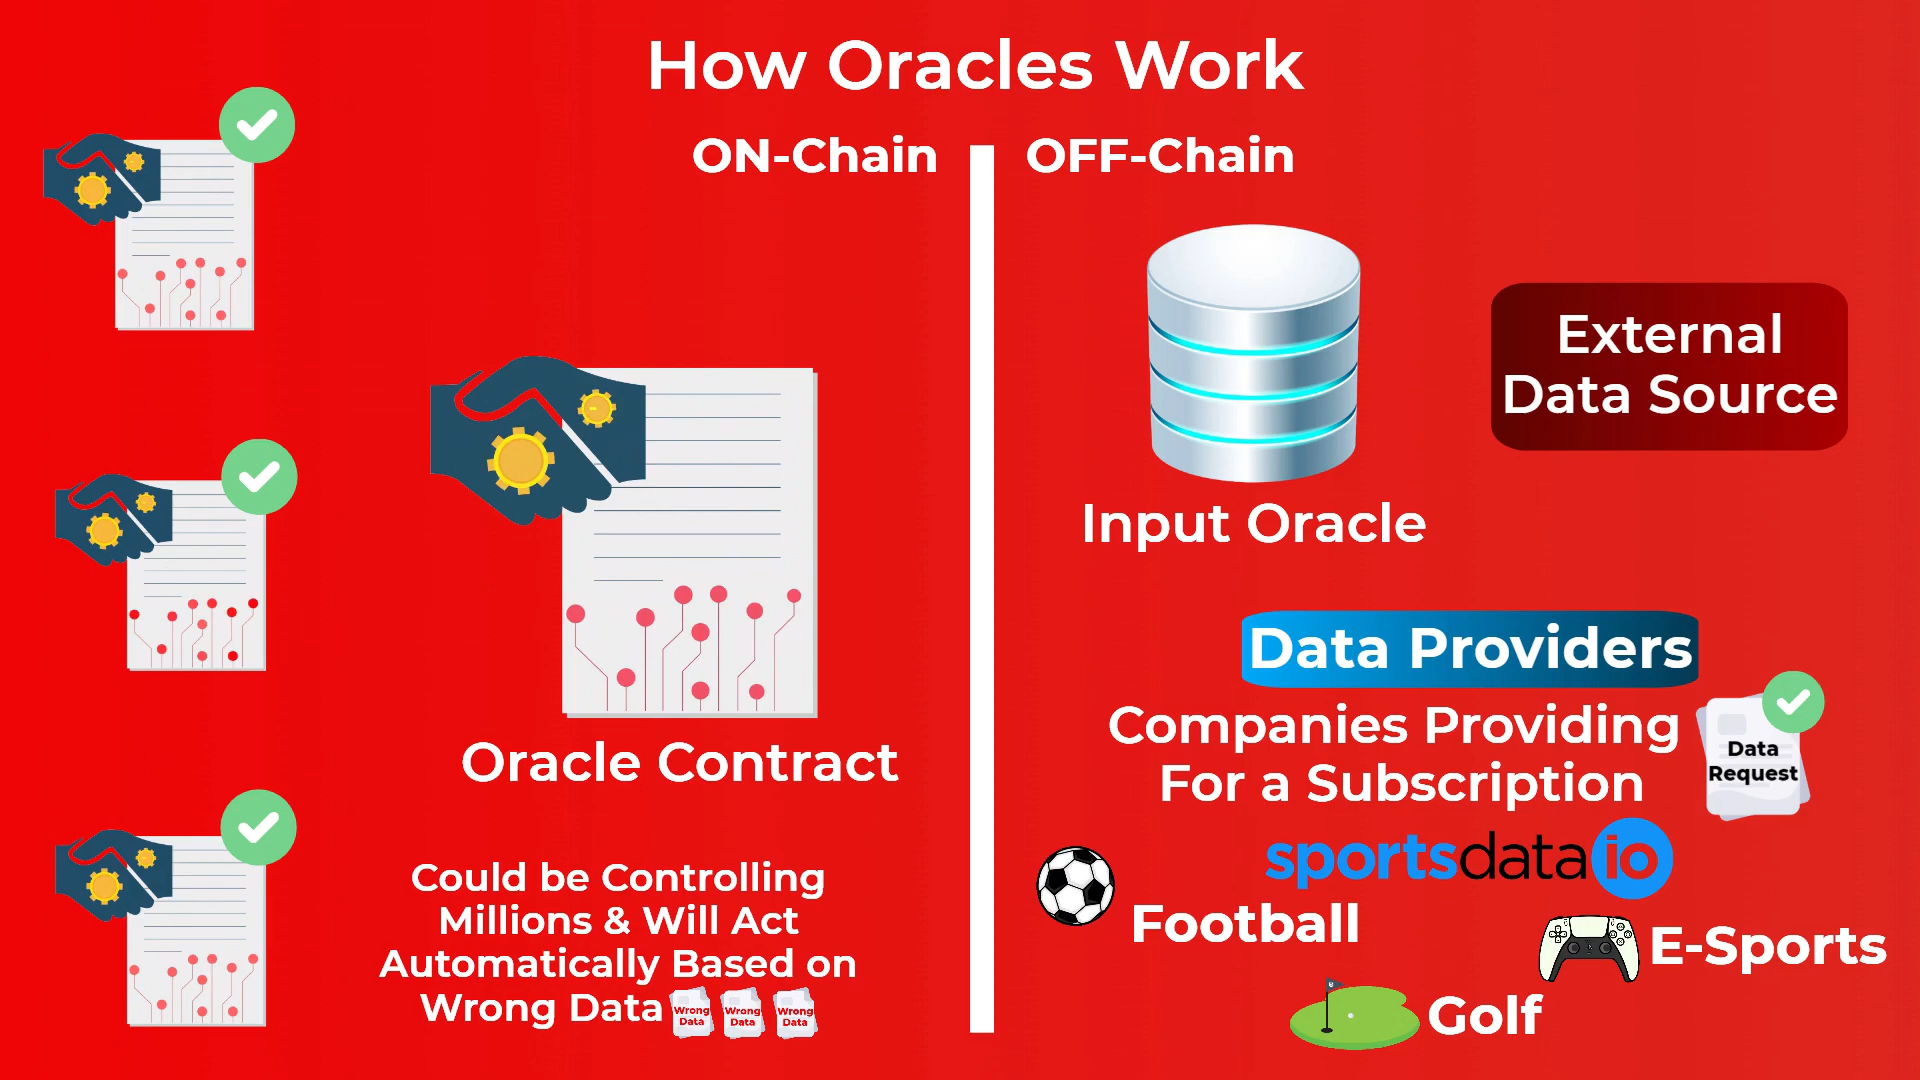 How Oracles Work
ON-Chain
OFF-Chain
External
Data Source
Input Oracle
Oracle Contract
Could be Controlling
Millions & Will Act
Automatically Based on
Wrong Data
Wrong
Data
Wrong
Data
Wrong
Data
Data Providers
Companies Providing
For a Subscription
Data
Request
sportsdataio
Football
E-Sports
Golf